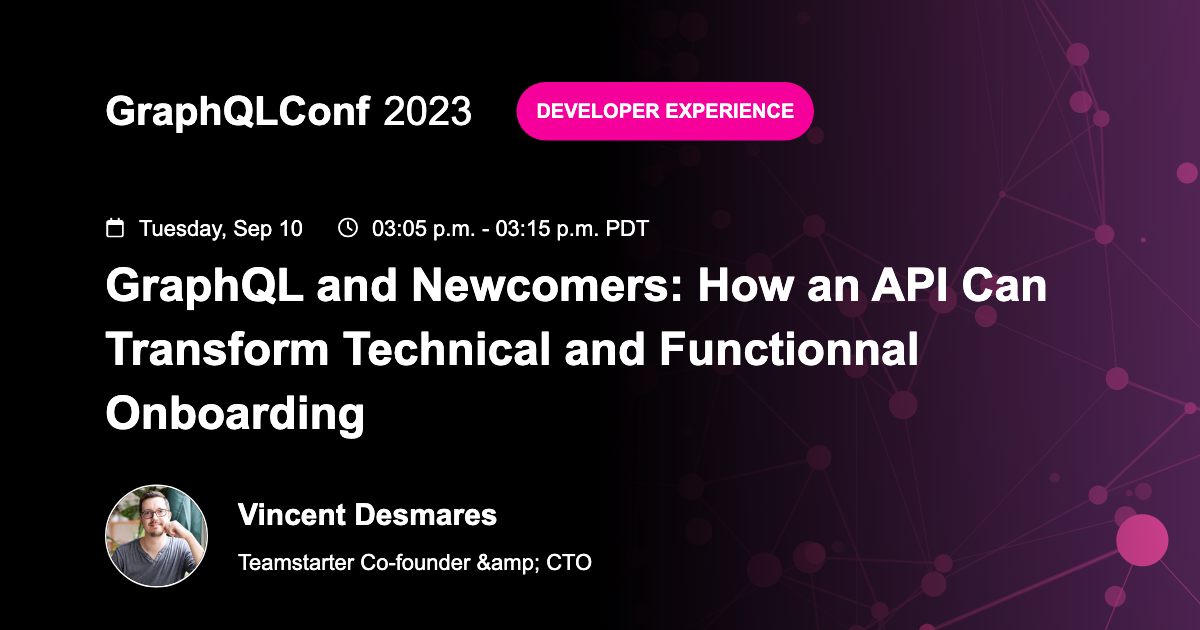 GraphQLConf 2023
DEVELOPER EXPERIENCE
Tuesday, Sep 10 03:05 p.m. - 03:15 p.m. PDT
GraphQL and Newcomers: How an API Can
Transform Technical and Functionnal
Onboarding
Vincent Desmares
Teamstarter Co-founder &amp; CTO